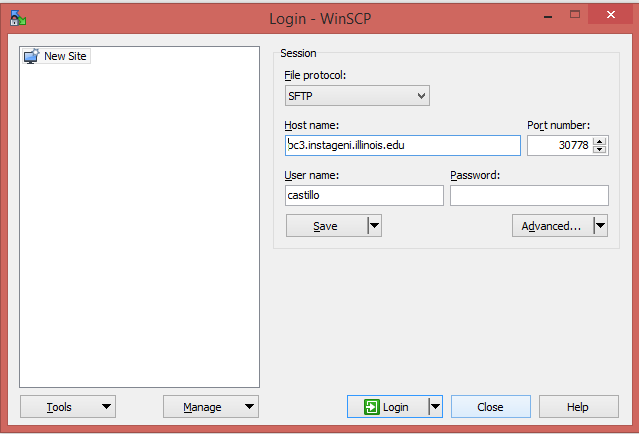 Login - WinSCP
New Site
Session
File protocol:
SFTP
Host name:
Port number:
pc3.instageni.illinois.edu
30778
User name:
Password:
castillo
Save
Advanced...
Tools
Manage
Login
Close
Help